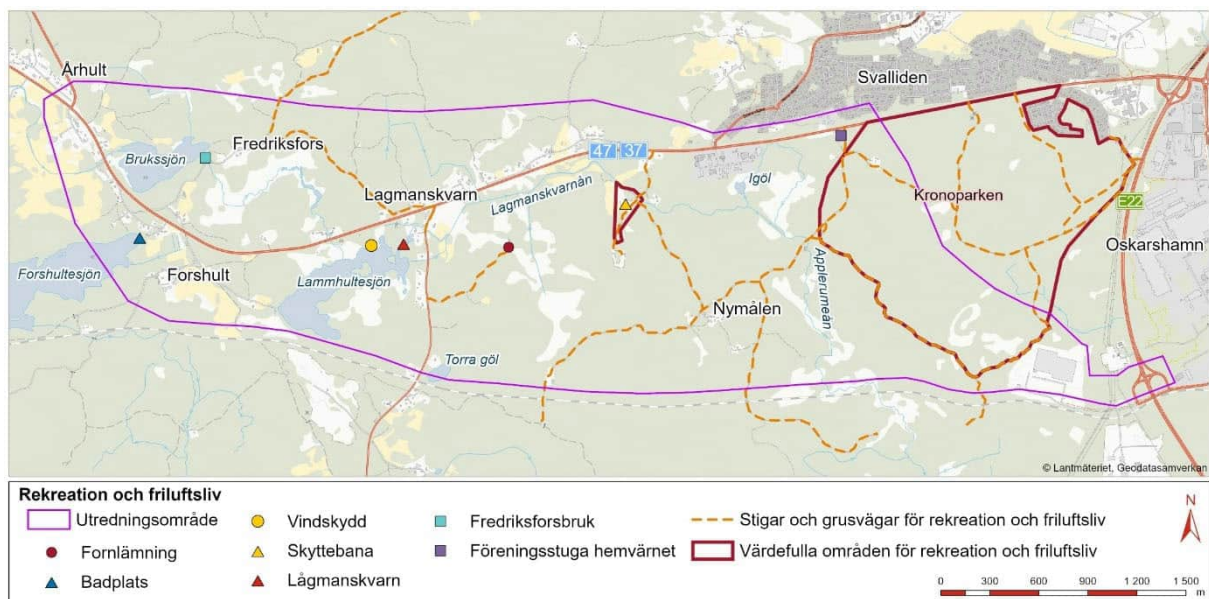 Århult
Svalliden
Fredriksfors
Bruksjön
47 37
Lagmanskvarn
Lagmanskvarnån
Igöl
Kronoparken
E22
Oskarshamn
Forshultesjön
Forshult
Lammhultesjön
Applerumeån
Nymålen
Torra göl
© Lantmäteriet, Geodatasamverkan
Rekreation och friluftsliv
Utredningsområde
Fornlämning
Badplats
Vindskydd
Skyttebana
Lågmanskvarn
Fredriksforsbruk
Föreningsstuga hemvärnet
Stigar och grusvägar för rekreation och friluftsliv
Värdefulla områden för rekreation och friluftsliv
N
0 300 600 900 1 200 1 500
m